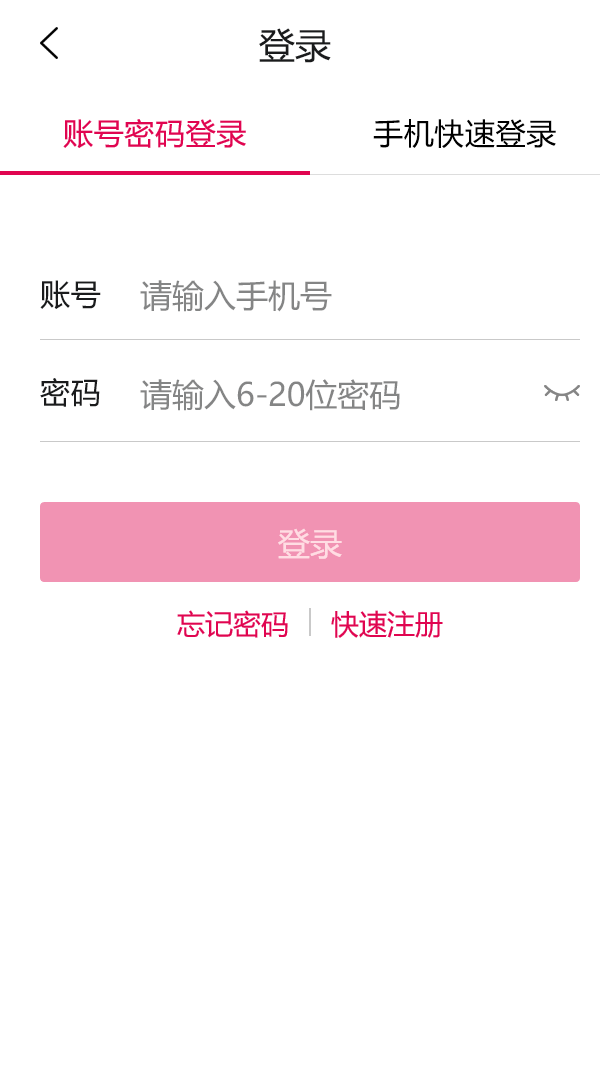 登录
账号密码登录 手机快速登录
账号 请输入手机号
密码 请输入6-20位密码
登录
忘记密码 快速注册